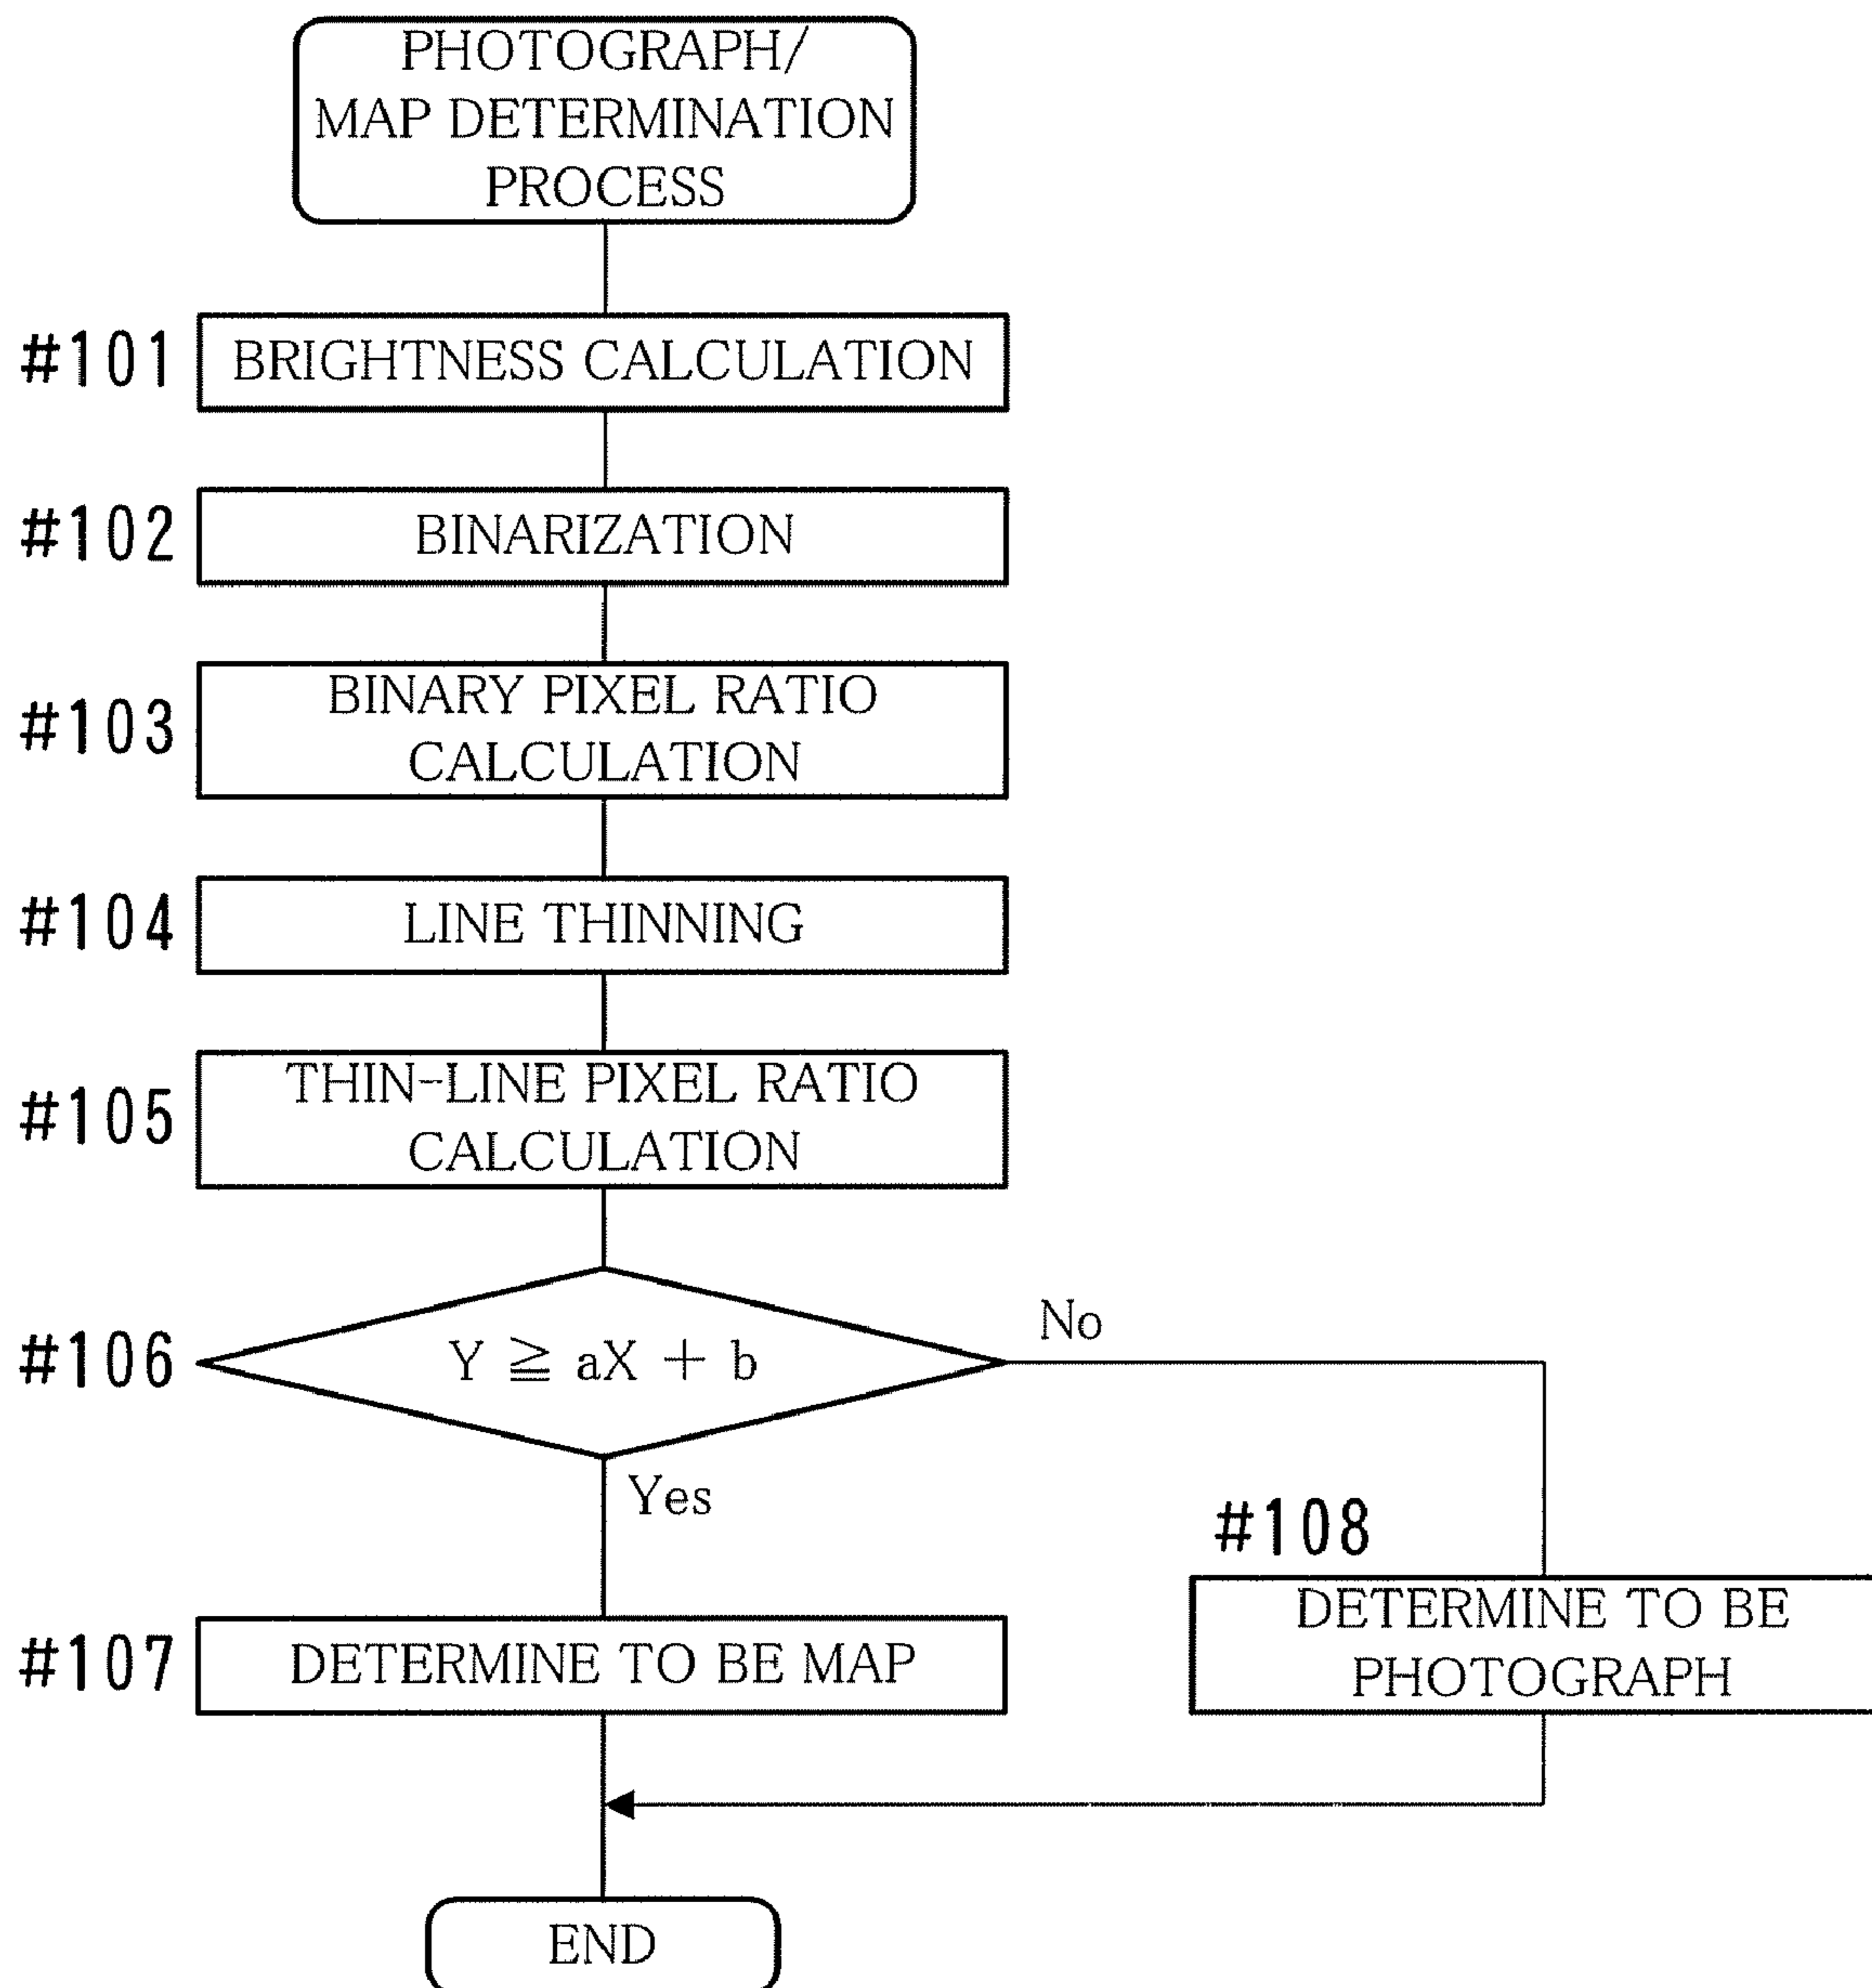 PHOTOGRAPH/
MAP DETERMINATION
PROCESS
#101
BRIGHTNESS CALCULATION
#102
BINARIZATION
#103
BINARY PIXEL RATIO
CALCULATION
#104
LINE THINNING
#105
THIN-LINE PIXEL RATIO
CALCULATION
#106
Y ≧ aX + b
No
Yes
#108
DETERMINE TO BE
PHOTOGRAPH
#107
DETERMINE TO BE MAP
END